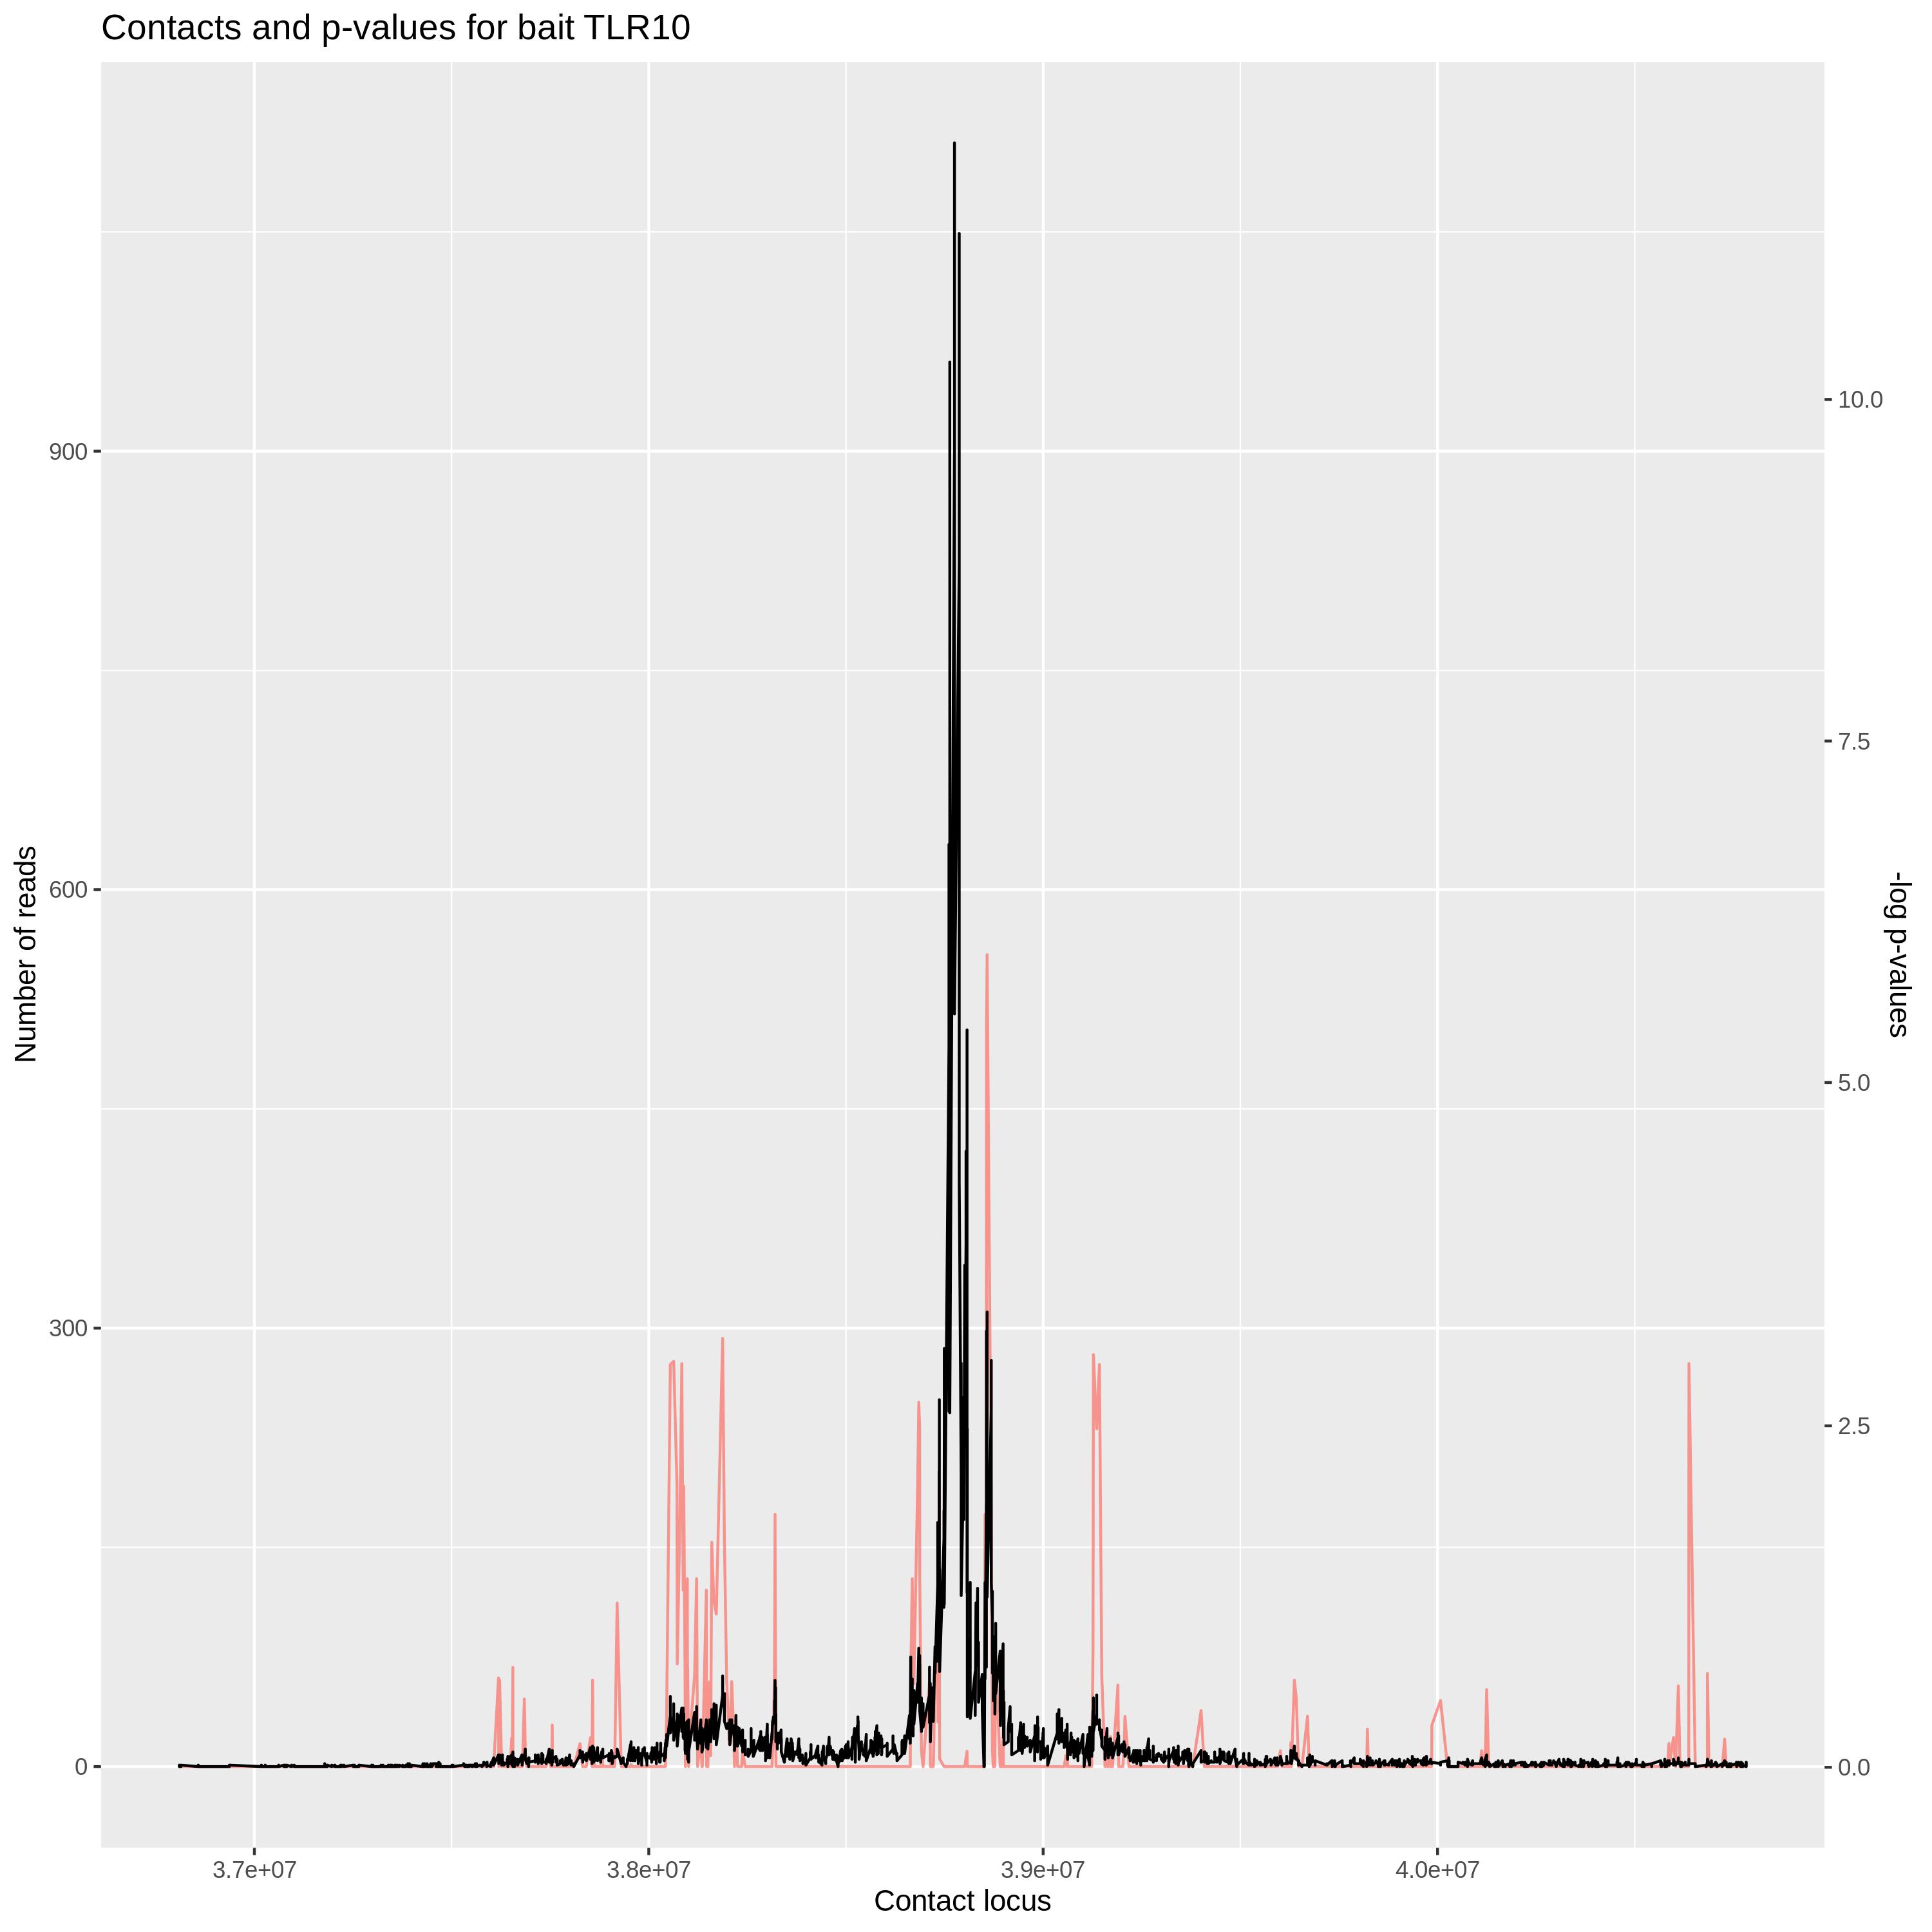 Contacts and p-values for bait TLR10
Number of reads
900
600
300
0
10.0
7.5
5.0
2.5
0.0
-log p-values
3.7e+07 3.8e+07 3.9e+07 4.0e+07
Contact locus